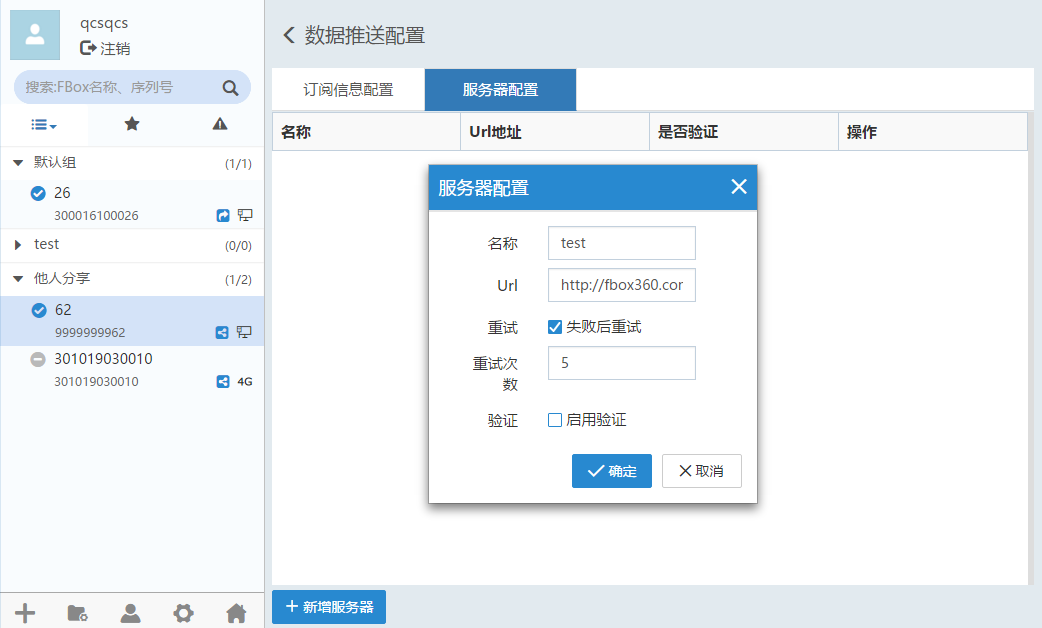 qcsqcs
注销
搜索:FBox名称、序列号
默认组 (1/1)
26
300016100026
test (0/0)
他人分享 (1/2)
62
9999999962
301019030010
301019030010 4G
数据推送配置
订阅信息配置 服务器配置
名称 Url地址 是否验证 操作
服务器配置
名称 test
Url http://fbox360.cor
重试 失败后重试
重试次
数 5
验证 启用验证
确定 取消
新增服务器